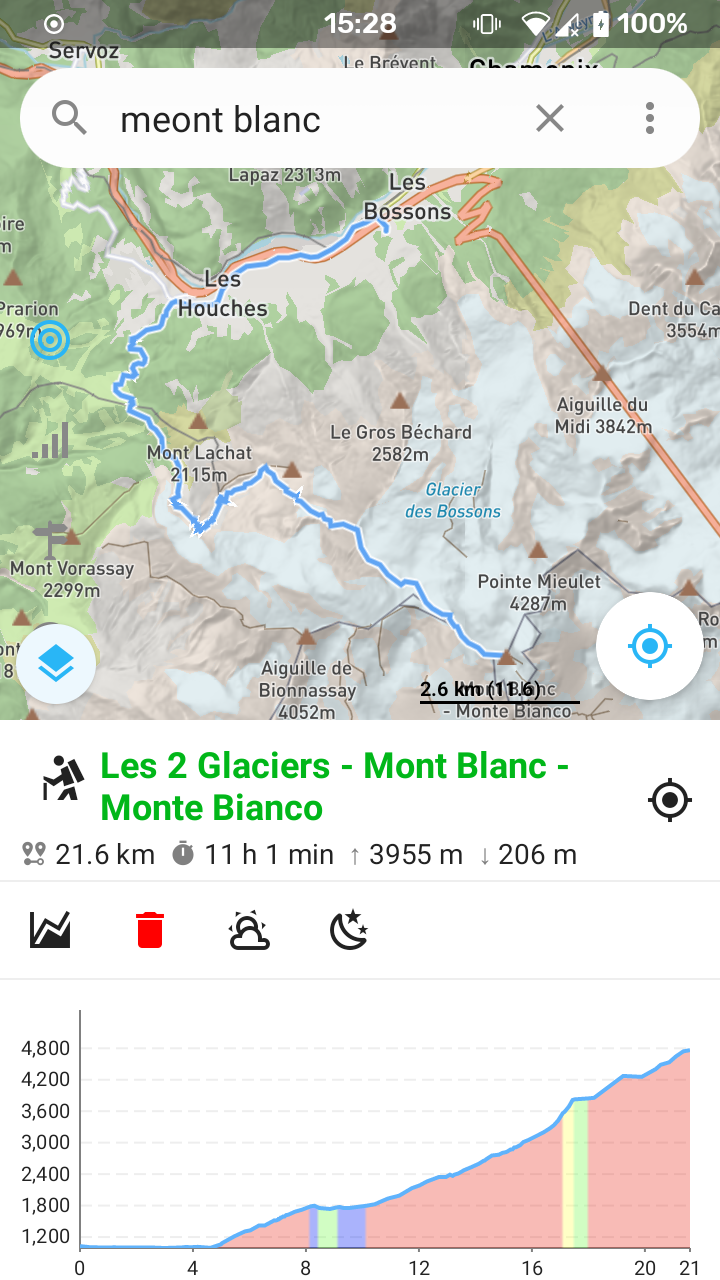 15:28
100%
Servoz
Le Brévent
Chamonix
meont blanc
Lapaz 2313m
Les
Bossons
Les
Houches
Prarion
Dent du Ca
3554m
Aiguille du
Midi 3842m
Le Gros Béchard
2582m
Mont Lachat
2115m
Glacier
des Bossons
Mont Vorassay
2299m
Pointe Mieulet
4287m
Aiguille de
Bionnassay
4052m
2.6 km (11.6)
Mont Blanc
- Monte Bianco
Les 2 Glaciers - Mont Blanc -
Monte Bianco
21.6 km 11 h 1 min ↑ 3955 m ↓ 206 m
4,800
4,200
3,600
3,000
2,400
1,800
1,200
0 4 8 12 16 20 21